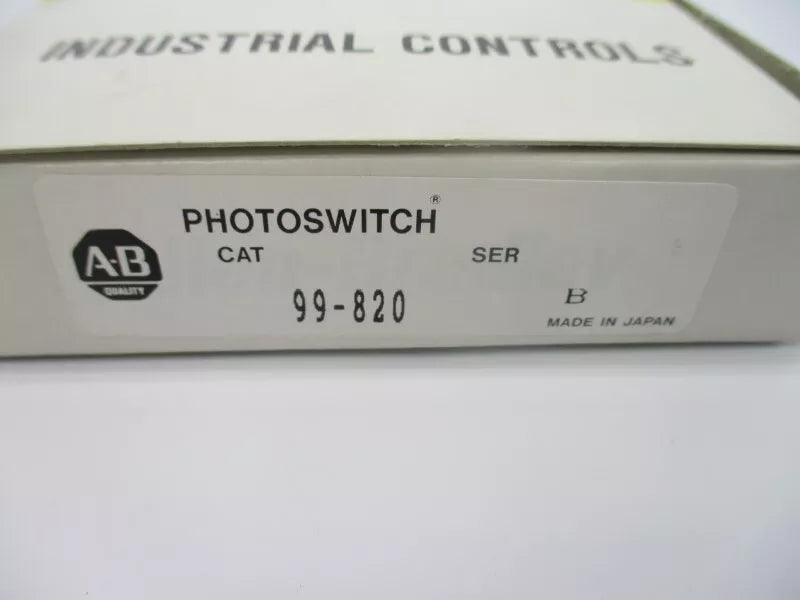 INDUSTRIAL CONTROLS
PHOTOSWITCH®
A-B
QUALITY
CAT
SER
99-820
B
MADE IN JAPAN